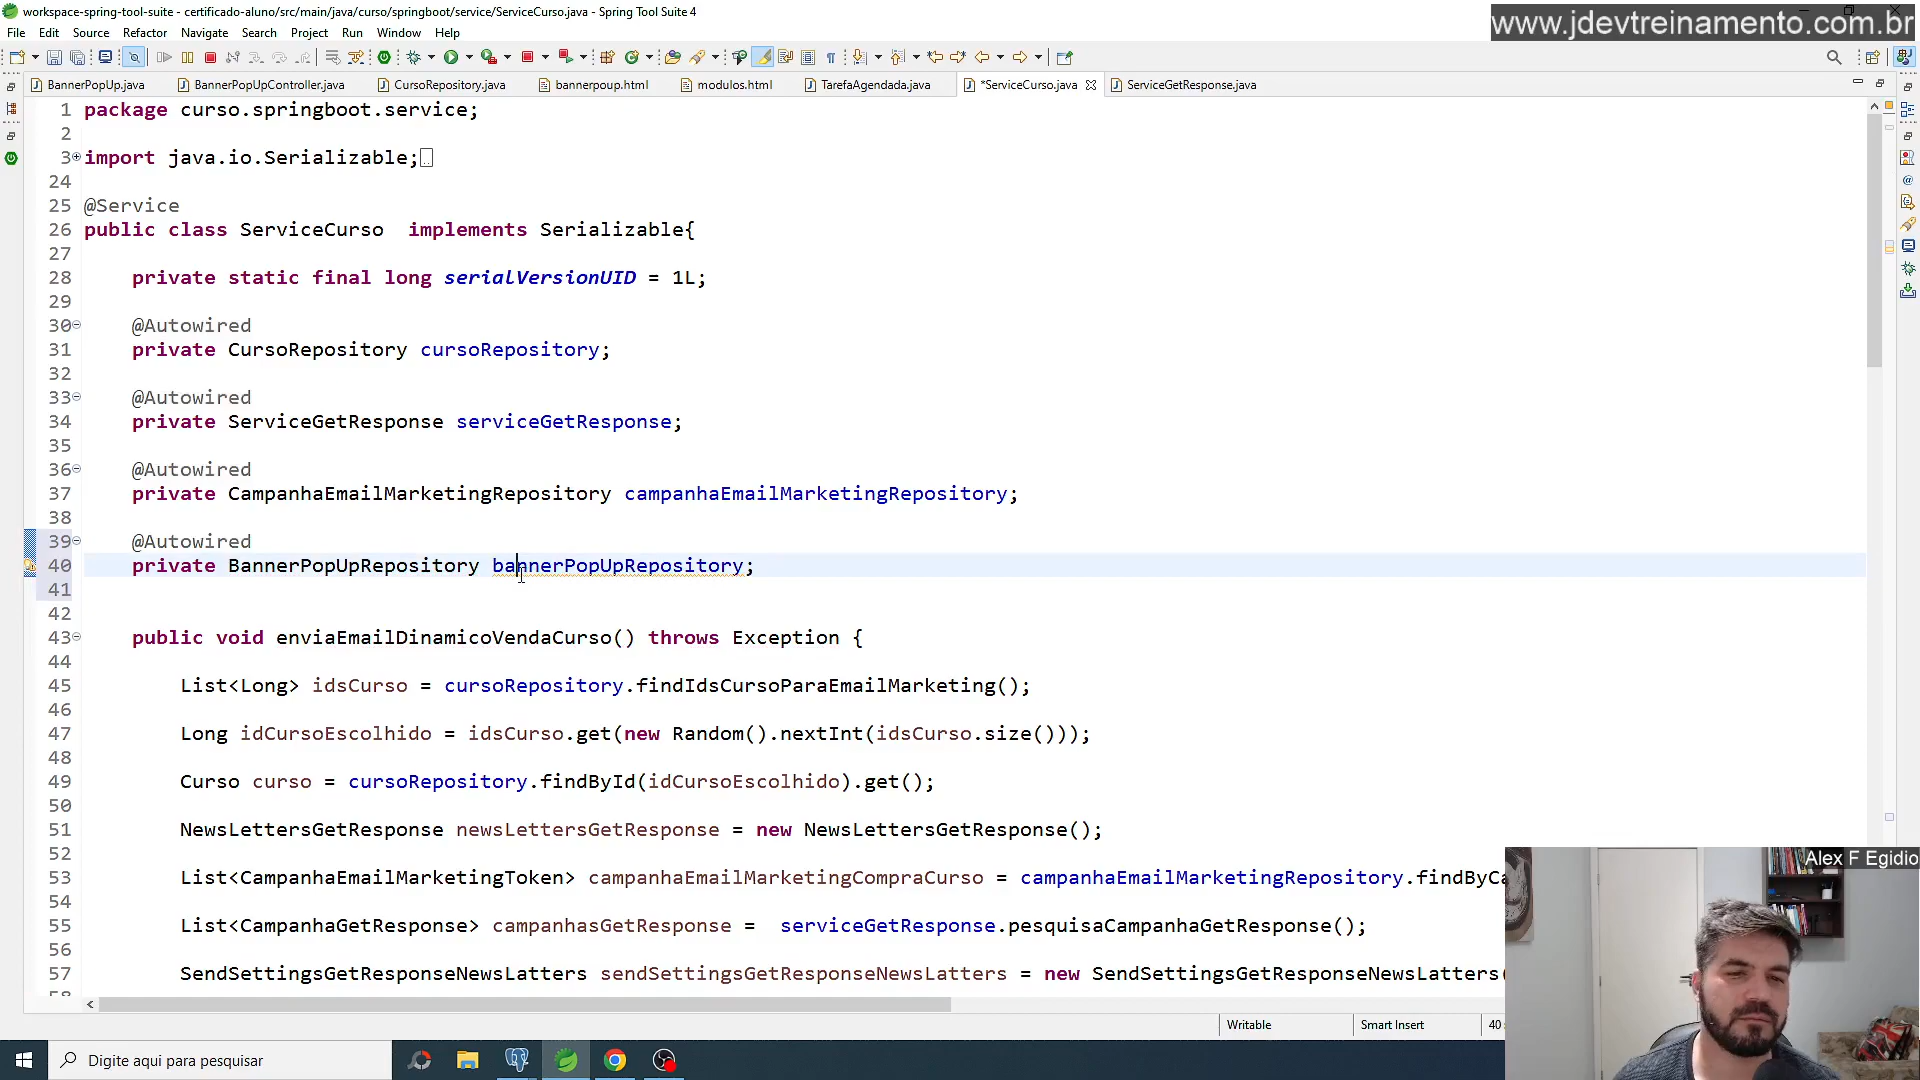 workspace-spring-tool-suite - certificado-aluno/src/main/java/curso/springboot/service/ServiceCurso.java - Spring Tool Suite 4
www.jdevtreinamento.com.br
File Edit Source Refactor Navigate Search Project Run Window Help
BannerPopUp.java BannerPopUpController.java CursoRepository.java bannerpoup.html modulos.html TarefaAgendada.java *ServiceCurso.java ServiceGetResponse.java
1 package curso.springboot.service;
2
3 import java.io.Serializable;
24
25 @Service
26 public class ServiceCurso  implements Serializable{
27
28 private static final long serialVersionUID = 1L;
29
30 @Autowired
31 private CursoRepository cursoRepository;
32
33 @Autowired
34 private ServiceGetResponse serviceGetResponse;
35
36 @Autowired
37 private CampanhaEmailMarketingRepository campanhaEmailMarketingRepository;
38
39 @Autowired
40 private BannerPopUpRepository bannerPopUpRepository;
41
42
43 public void enviaEmailDinamicoVendaCurso() throws Exception {
44
45 List<Long> idsCurso = cursoRepository.findIdsCursoParaEmailMarketing();
46
47 Long idCursoEscolhido = idsCurso.get(new Random().nextInt(idsCurso.size()));
48
49 Curso curso = cursoRepository.findById(idCursoEscolhido).get();
50
51 NewsLettersGetResponse newsLettersGetResponse = new NewsLettersGetResponse();
52
53 List<CampanhaEmailMarketingToken> campanhaEmailMarketingCompraCurso = campanhaEmailMarketingRepository.findByCa
54
55 List<CampanhaGetResponse> campanhasGetResponse =  serviceGetResponse.pesquisaCampanhaGetResponse();
56
57 SendSettingsGetResponseNewsLatters sendSettingsGetResponseNewsLatters = new SendSettingsGetResponseNewsLatters(
Alex F Egidio
Writable Smart Insert 40
Digite aqui para pesquisar